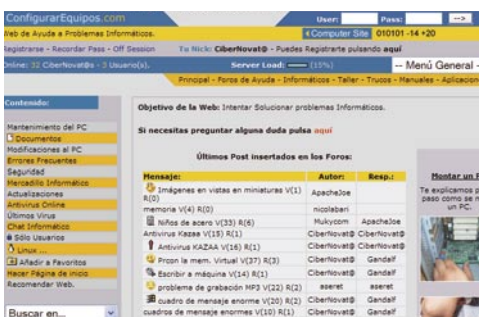 ConfigurarEquipos.com
User: Pass: -->
Web de Ayuda a Problemas Informáticos.
Computer Site 010101 -14 +20
Registrarse - Recordar Pass - Off Session Tu Nick: CiberNovat@ - Puedes Registrarte pulsando aquí
Online: 32 CiberNovat@s - 3 Usuario(s). Server Load: (15%) -- Menú General -
Principal - Foros de Ayuda - Informáticos - Taller - Trucos - Manuales - Aplicacion
Contenido:
Mantenimiento del PC
Documentos
Modificaciones al PC
Errores Frecuentes
Seguridad
Mercadillo Informático
Actualizaciones
Antivirus Online
Últimos Virus
Chat Informático
Sólo Usuarios
Linux ...
Añadir a Favoritos
Hacer Página de inicio
Recomendar Web.
Buscar en...
Objetivo de la Web: Intentar Solucionar problemas Informáticos.
Si necesitas preguntar alguna duda pulsa aquí
Últimos Post insertados en los Foros:
Mensaje: Autor: Resp.:
Imágenes en vistas en miniaturas V(1) R(0) ApacheJoe
memoria V(4) R(0) nicolabari
Niños de acero V(33) R(6) Mukycom ApacheJoe
Antivirus Kazaa V(15) R(1) CiberNovat@ CiberNovat@
Antivirus KAZAA V(16) R(1) CiberNovat@ CiberNovat@
Prcon la mem. Virtual V(37) R(3) CiberNovat@ Gandalf
Escribir a máquina V(14) R(1) CiberNovat@ Gandalf
problema de grabación MP3 V(22) R(2) aseret aseret
cuadro de mensaje enorme V(20) R(2) CiberNovat@ Gandalf
cuadros de mensaje enormes V(10) R(1) CiberNovat@ Gandalf
Montar un P
Te explicamos p
paso como se m
un PC.